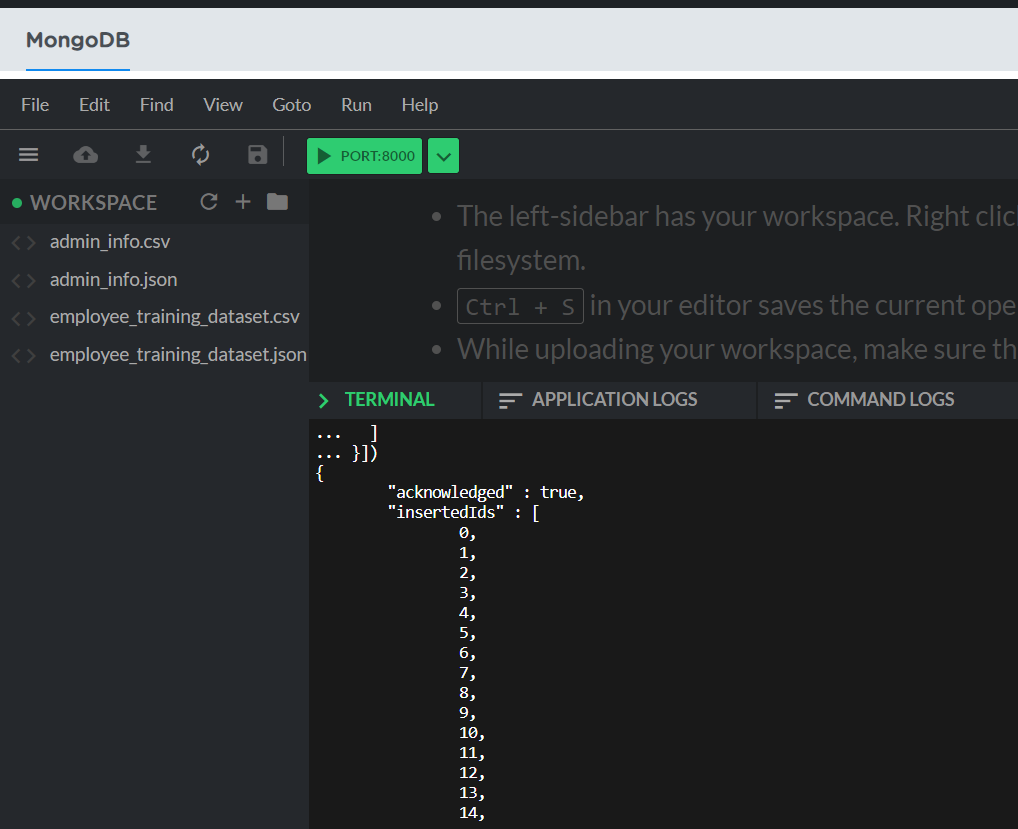 MongoDB
File Edit Find View Goto Run Help
PORT:8000
WORKSPACE
admin_info.csv
admin_info.json
employee_training_dataset.csv
employee_training_dataset.json
• The left-sidebar has your workspace. Right clic
filesystem.
• Ctrl + S in your editor saves the current ope
• While uploading your workspace, make sure th
TERMINAL APPLICATION LOGS COMMAND LOGS
... ]
... }])
{
"acknowledged" : true,
"insertedIds" : [
0,
1,
2,
3,
4,
5,
6,
7,
8,
9,
10,
11,
12,
13,
14,